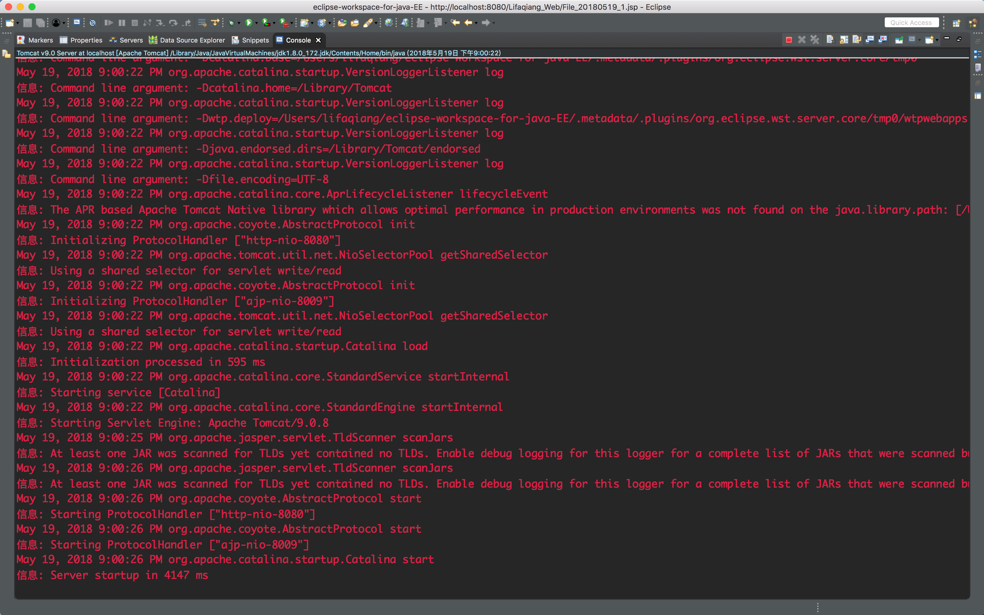 eclipse-workspace-for-java-EE - http://localhost:8080/Lifaqiang_Web/File_20180519_1.jsp - Eclipse
Quick Access
Markers Properties Servers Data Source Explorer Snippets Console
Tomcat v9.0 Server at localhost [Apache Tomcat] /Library/Java/JavaVirtualMachines/jdk1.8.0_172.jdk/Contents/Home/bin/java (2018年5月19日 下午9:00:22)
信息: Command line argument: -Dcatalina.base=/Users/lifaqiang/eclipse-workspace-for-java-EE/.metadata/.plugins/org.eclipse.wst.server.core/tmp0
May 19, 2018 9:00:22 PM org.apache.catalina.startup.VersionLoggerListener log
信息: Command line argument: -Dcatalina.home=/Library/Tomcat
May 19, 2018 9:00:22 PM org.apache.catalina.startup.VersionLoggerListener log
信息: Command line argument: -Dwtp.deploy=/Users/lifaqiang/eclipse-workspace-for-java-EE/.metadata/.plugins/org.eclipse.wst.server.core/tmp0/wtpwebapps
May 19, 2018 9:00:22 PM org.apache.catalina.startup.VersionLoggerListener log
信息: Command line argument: -Djava.endorsed.dirs=/Library/Tomcat/endorsed
May 19, 2018 9:00:22 PM org.apache.catalina.startup.VersionLoggerListener log
信息: Command line argument: -Dfile.encoding=UTF-8
May 19, 2018 9:00:22 PM org.apache.catalina.core.AprLifecycleListener lifecycleEvent
信息: The APR based Apache Tomcat Native library which allows optimal performance in production environments was not found on the java.library.path: [/
May 19, 2018 9:00:22 PM org.apache.coyote.AbstractProtocol init
信息: Initializing ProtocolHandler ["http-nio-8080"]
May 19, 2018 9:00:22 PM org.apache.tomcat.util.net.NioSelectorPool getSharedSelector
信息: Using a shared selector for servlet write/read
May 19, 2018 9:00:22 PM org.apache.coyote.AbstractProtocol init
信息: Initializing ProtocolHandler ["ajp-nio-8009"]
May 19, 2018 9:00:22 PM org.apache.tomcat.util.net.NioSelectorPool getSharedSelector
信息: Using a shared selector for servlet write/read
May 19, 2018 9:00:22 PM org.apache.catalina.startup.Catalina load
信息: Initialization processed in 595 ms
May 19, 2018 9:00:22 PM org.apache.catalina.core.StandardService startInternal
信息: Starting service [Catalina]
May 19, 2018 9:00:22 PM org.apache.catalina.core.StandardEngine startInternal
信息: Starting Servlet Engine: Apache Tomcat/9.0.8
May 19, 2018 9:00:25 PM org.apache.jasper.servlet.TldScanner scanJars
信息: At least one JAR was scanned for TLDs yet contained no TLDs. Enable debug logging for this logger for a complete list of JARs that were scanned
May 19, 2018 9:00:26 PM org.apache.jasper.servlet.TldScanner scanJars
信息: At least one JAR was scanned for TLDs yet contained no TLDs. Enable debug logging for this logger for a complete list of JARs that were scanned
May 19, 2018 9:00:26 PM org.apache.coyote.AbstractProtocol start
信息: Starting ProtocolHandler ["http-nio-8080"]
May 19, 2018 9:00:26 PM org.apache.coyote.AbstractProtocol start
信息: Starting ProtocolHandler ["ajp-nio-8009"]
May 19, 2018 9:00:26 PM org.apache.catalina.startup.Catalina start
信息: Server startup in 4147 ms